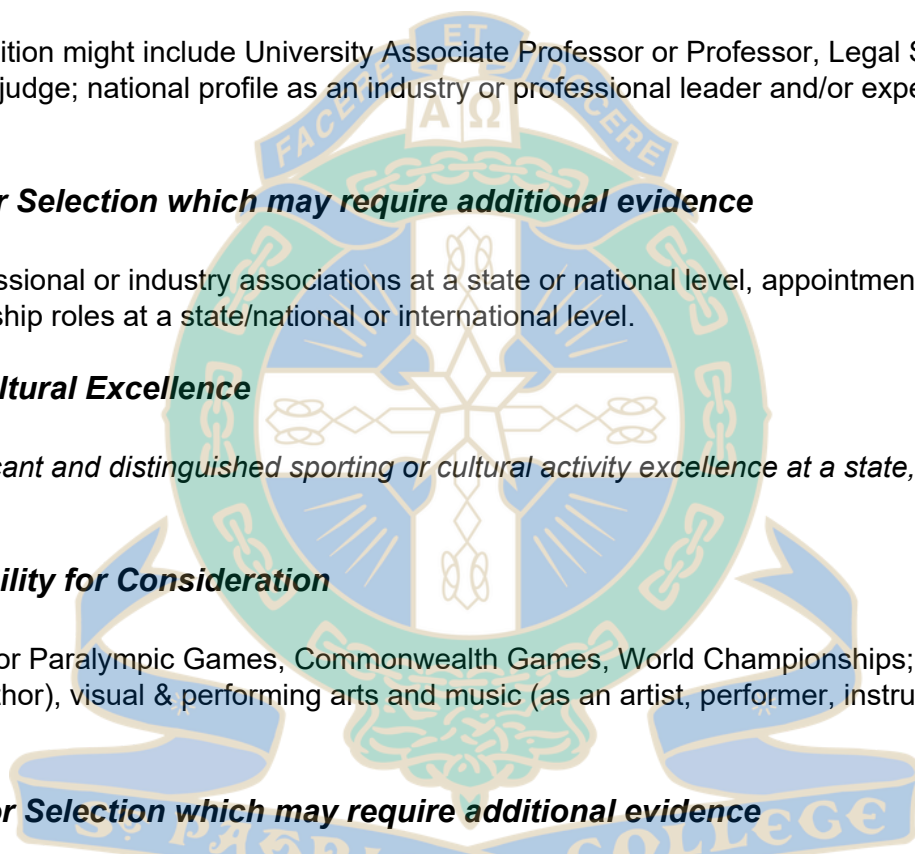 ition might include University Associate Professor or Professor, Legal S
judge; national profile as an industry or professional leader and/or expe
ET
FACERE DOCERE
Α Ω
r Selection which may require additional evidence
ssional or industry associations at a state or national level, appointmen
ship roles at a state/national or international level.
ltural Excellence
cant and distinguished sporting or cultural activity excellence at a state,
ility for Consideration
or Paralympic Games, Commonwealth Games, World Championships;
thor), visual & performing arts and music (as an artist, performer, instru
or Selection which may require additional evidence
COLLEGE